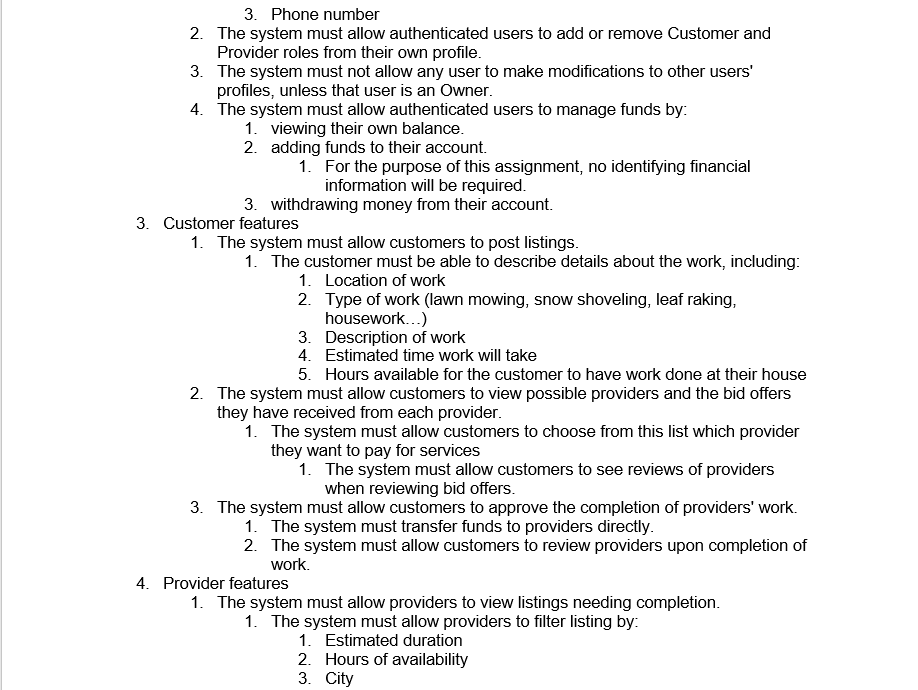 3. Phone number
2. The system must allow authenticated users to add or remove Customer and
Provider roles from their own profile.
3. The system must not allow any user to make modifications to other users'
profiles, unless that user is an Owner.
4. The system must allow authenticated users to manage funds by:
1. viewing their own balance.
2. adding funds to their account.
1. For the purpose of this assignment, no identifying financial
information will be required.
3. withdrawing money from their account.
3. Customer features
1. The system must allow customers to post listings.
1. The customer must be able to describe details about the work, including:
1. Location of work
2. Type of work (lawn mowing, snow shoveling, leaf raking,
housework…)
3. Description of work
4. Estimated time work will take
5. Hours available for the customer to have work done at their house
2. The system must allow customers to view possible providers and the bid offers
they have received from each provider.
1. The system must allow customers to choose from this list which provider
they want to pay for services
1. The system must allow customers to see reviews of providers
when reviewing bid offers.
3. The system must allow customers to approve the completion of providers' work.
1. The system must transfer funds to providers directly.
2. The system must allow customers to review providers upon completion of
work.
4. Provider features
1. The system must allow providers to view listings needing completion.
1. The system must allow providers to filter listing by:
1. Estimated duration
2. Hours of availability
3. City